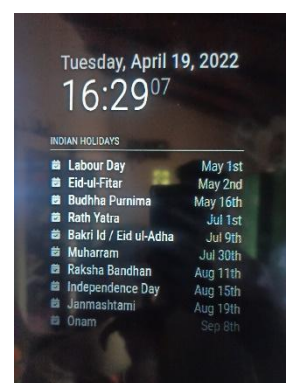 Tuesday, April 19, 2022
16:29 07
INDIAN HOLIDAYS
Labour Day May 1st
Eid-ul-Fitar May 2nd
Budhha Purnima May 16th
Rath Yatra Jul 1st
Bakri Id / Eid ul-Adha Jul 9th
Muharram Jul 30th
Raksha Bandhan Aug 11th
Independence Day Aug 15th
Janmashtami Aug 19th
Onam Sep 8th